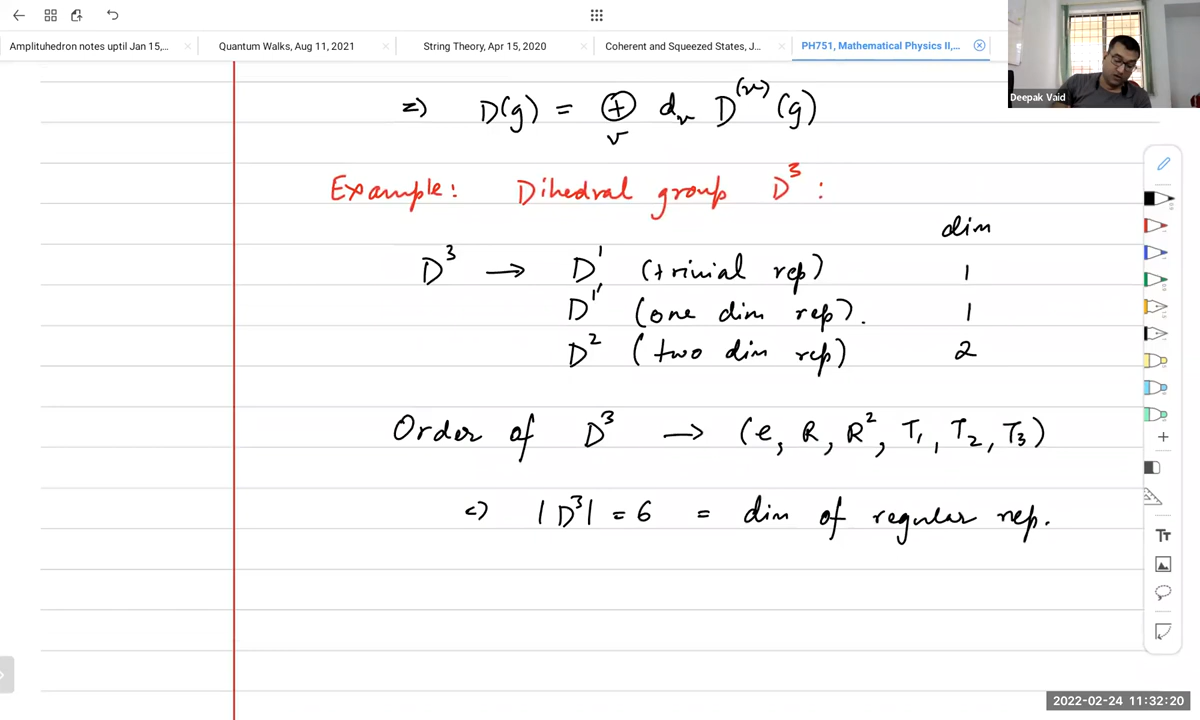 Amplituhedron notes uptil Jan 15,...
Quantum Walks, Aug 11, 2021
String Theory, Apr 15, 2020
Coherent and Squeezed States, J...
PH751, Mathematical Physics II,...
Deepak Vaid
=> D(g) = ⊕_ν d_ν D^(ν) (g)
Example: Dihedral group D³ :
dim
D³ → D¹ (trivial rep) 1
D¹' (one dim rep). 1
D² (two dim rep) 2
Order of D³ → (e, R, R², T₁, T₂, T₃)
=> |D³| = 6 = dim of regular rep.
Tт
2022-02-24 11:32:20